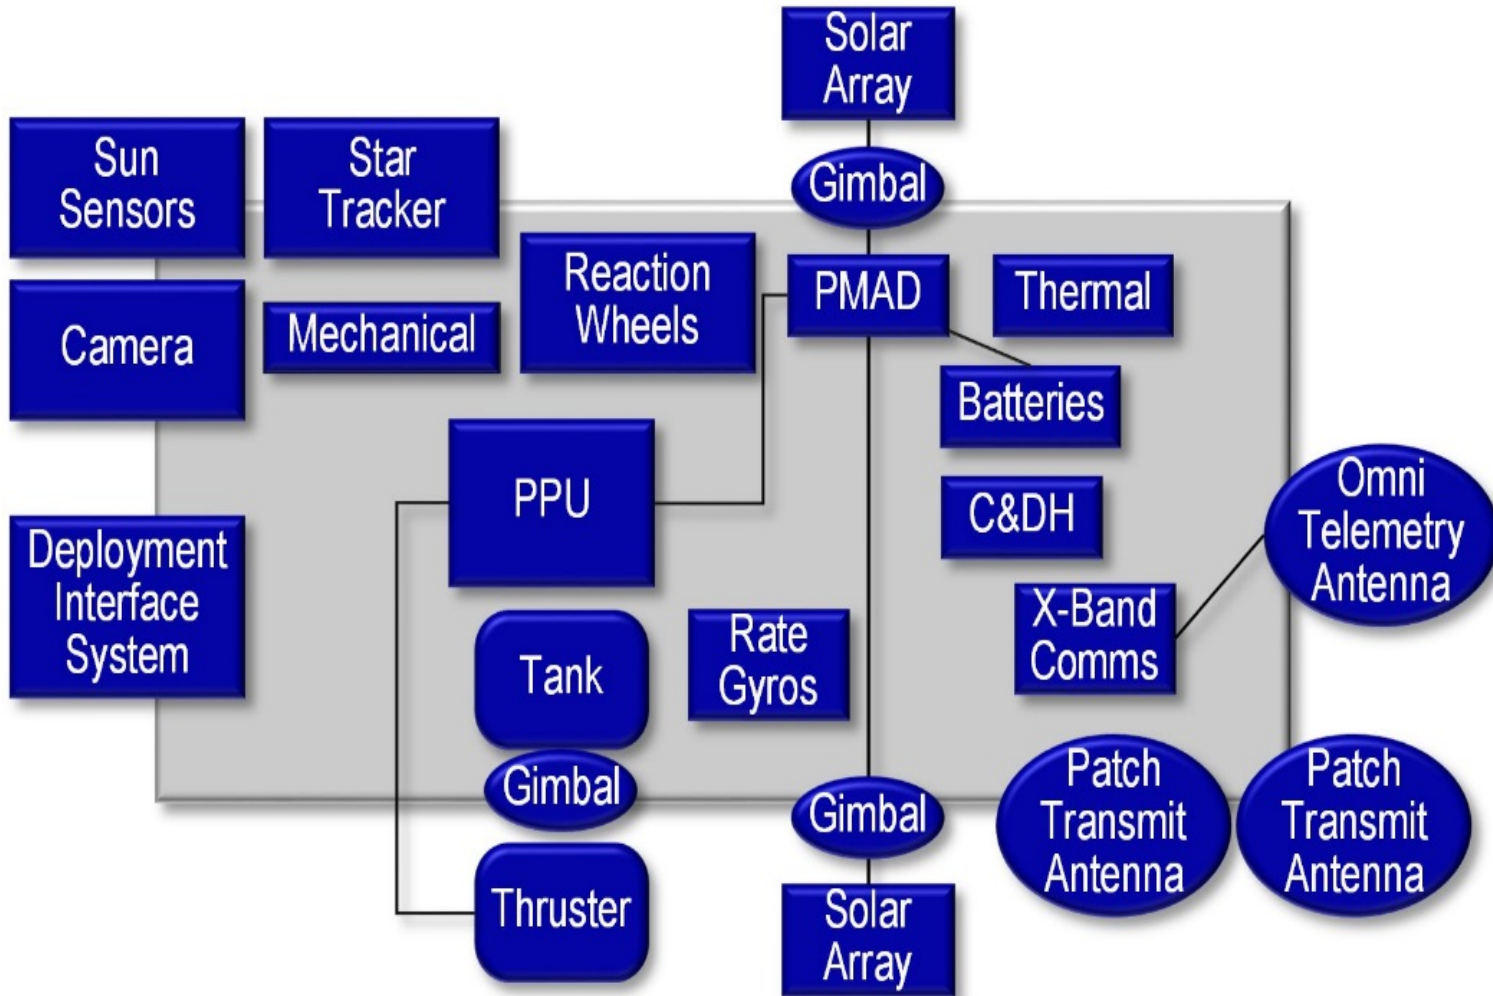 Solar
Array
Sun
Sensors
Star
Tracker
Gimbal
Reaction
Wheels
PMAD
Thermal
Camera
Mechanical
Batteries
PPU
C&DH
Omni
Telemetry
Antenna
Deployment
Interface
System
X-Band
Comms
Tank
Rate
Gyros
Gimbal
Gimbal
Patch
Transmit
Antenna
Patch
Transmit
Antenna
Thruster
Solar
Array